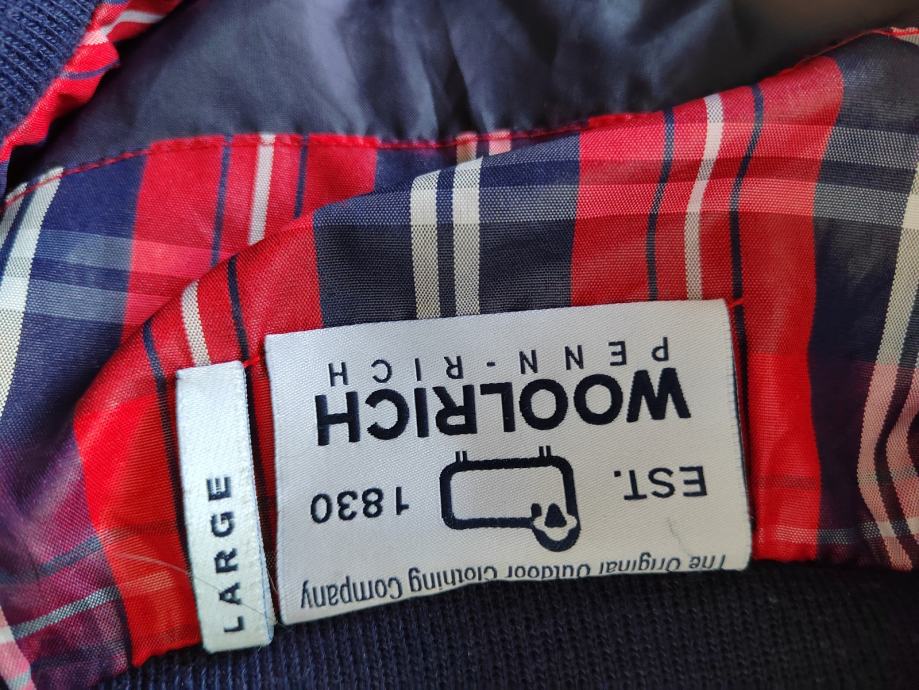 The Original Outdoor Clothing Company
EST. 1830
WOOLRICH
PENN-RICH
LARGE